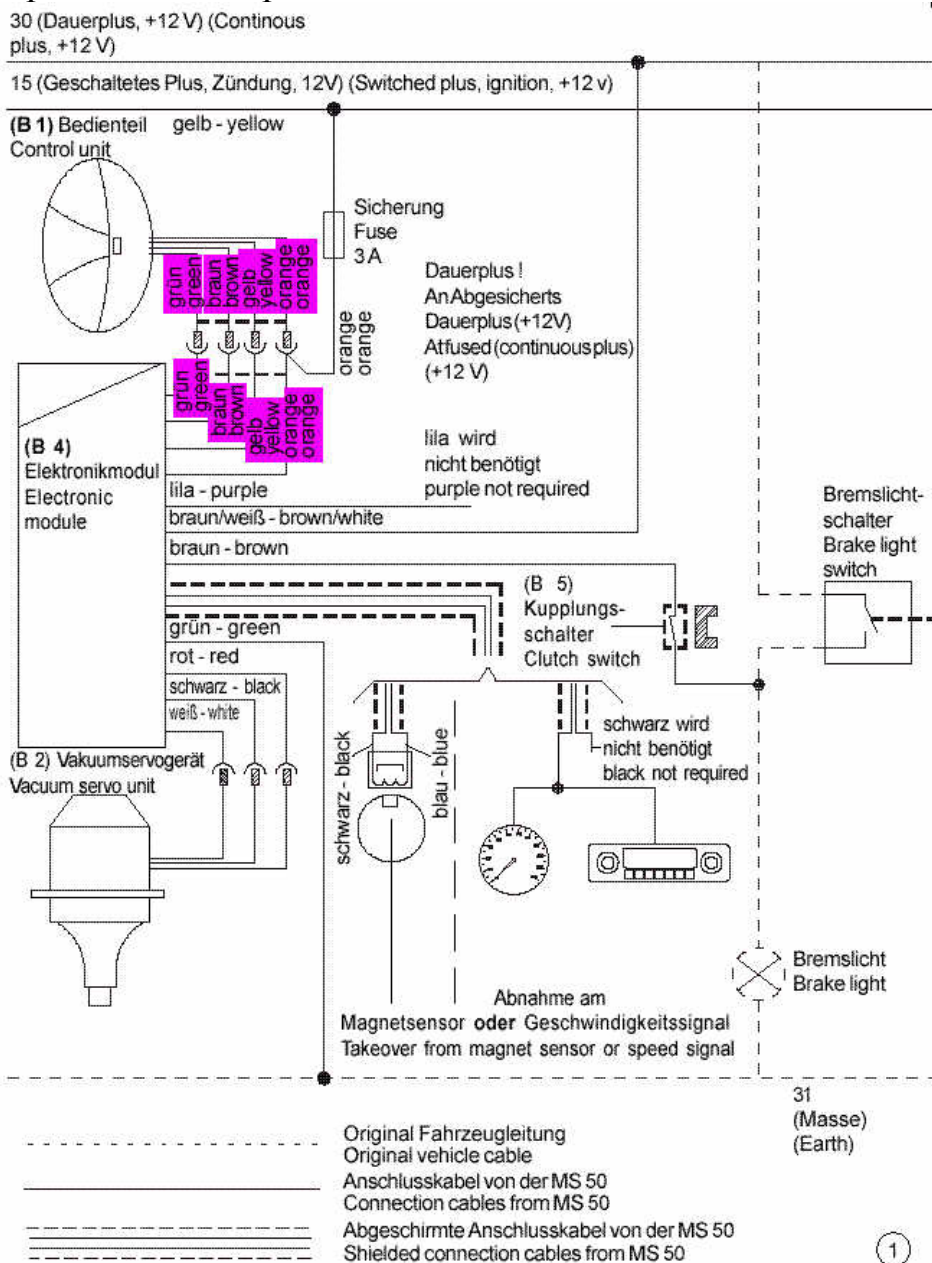 30 (Dauerplus, +12 V) (Continous
plus, +12 V)
15 (Geschaltetes Plus, Zündung, 12V) (Switched plus, ignition, +12 v)
(B 1) Bedienteil
Control unit
gelb - yellow
Sicherung
Fuse
3 A
grün
green
braun
brown
gelb
yellow
orange
orange
orange
orange
Dauerplus !
An Abgesicherts
Dauerplus (+12V)
At fused (continuous plus)
(+12 V)
grün
green
braun
brown
gelb
yellow
orange
orange
(B 4)
Elektronikmodul
Electronic
module
lila wird
nicht benötigt
purple not required
lila - purple
braun/weiß - brown/white
braun - brown
Bremslicht-
schalter
Brake light
switch
(B 5)
Kupplungs-
schalter
Clutch switch
grün - green
rot - red
schwarz - black
weiß - white
(B 2) Vakuumservogerät
Vacuum servo unit
schwarz - black
blau - blue
schwarz wird
nicht benötigt
black not required
Bremslicht
Brake light
Abnahme am
Magnetsensor oder Geschwindigkeitssignal
Takeover from magnet sensor or speed signal
31
(Masse)
(Earth)
Original Fahrzeugleitung
Original vehicle cable
Anschlusskabel von der MS 50
Connection cables from MS 50
Abgeschirmte Anschlusskabel von der MS 50
Shielded connection cables from MS 50
1